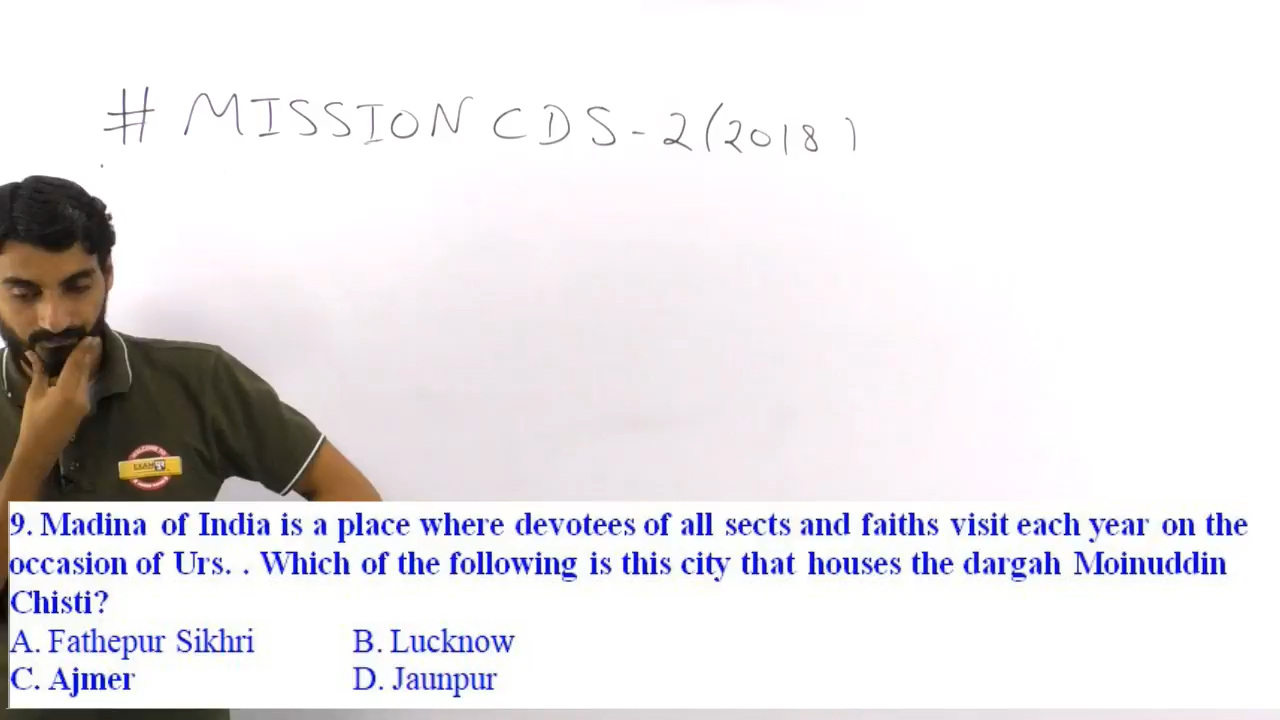 # MISSION CDS-2(2018)
EXAM
9. Madina of India is a place where devotees of all sects and faiths visit each year on the
occasion of Urs. . Which of the following is this city that houses the dargah Moinuddin
Chisti?
A. Fathepur Sikhri B. Lucknow
C. Ajmer D. Jaunpur